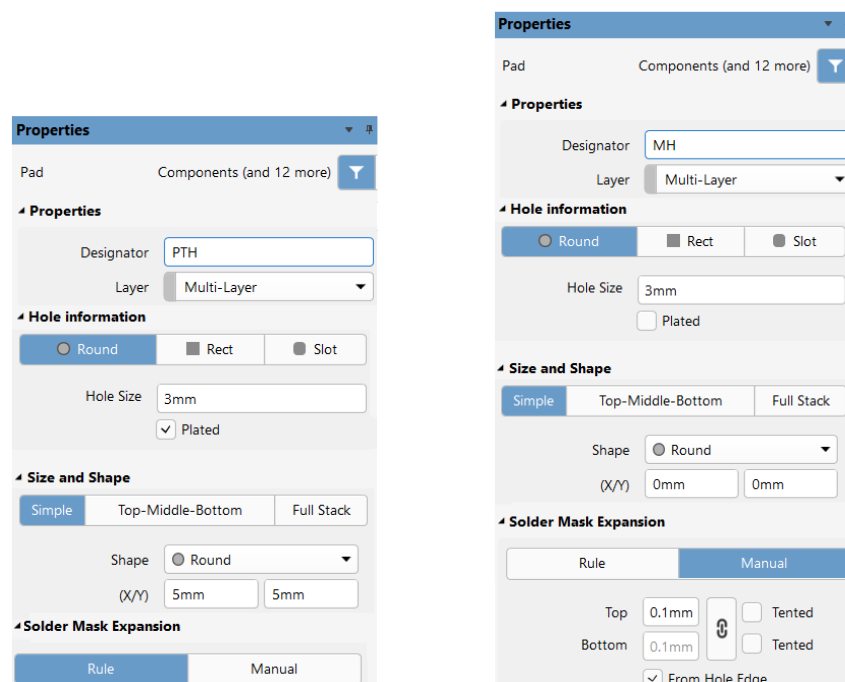 Properties
Pad Components (and 12 more)
Properties
Designator PTH
Layer Multi-Layer
Hole information
Round Rect Slot
Hole Size 3mm
Plated
Size and Shape
Simple Top-Middle-Bottom Full Stack
Shape Round
(X/Y) 5mm 5mm
Solder Mask Expansion
Rule Manual
Properties
Pad Components (and 12 more)
Properties
Designator MH
Layer Multi-Layer
Hole information
Round Rect Slot
Hole Size 3mm
Plated
Size and Shape
Simple Top-Middle-Bottom Full Stack
Shape Round
(X/Y) 0mm 0mm
Solder Mask Expansion
Rule Manual
Top 0.1mm Tented
Bottom 0.1mm Tented
From Hole Edge